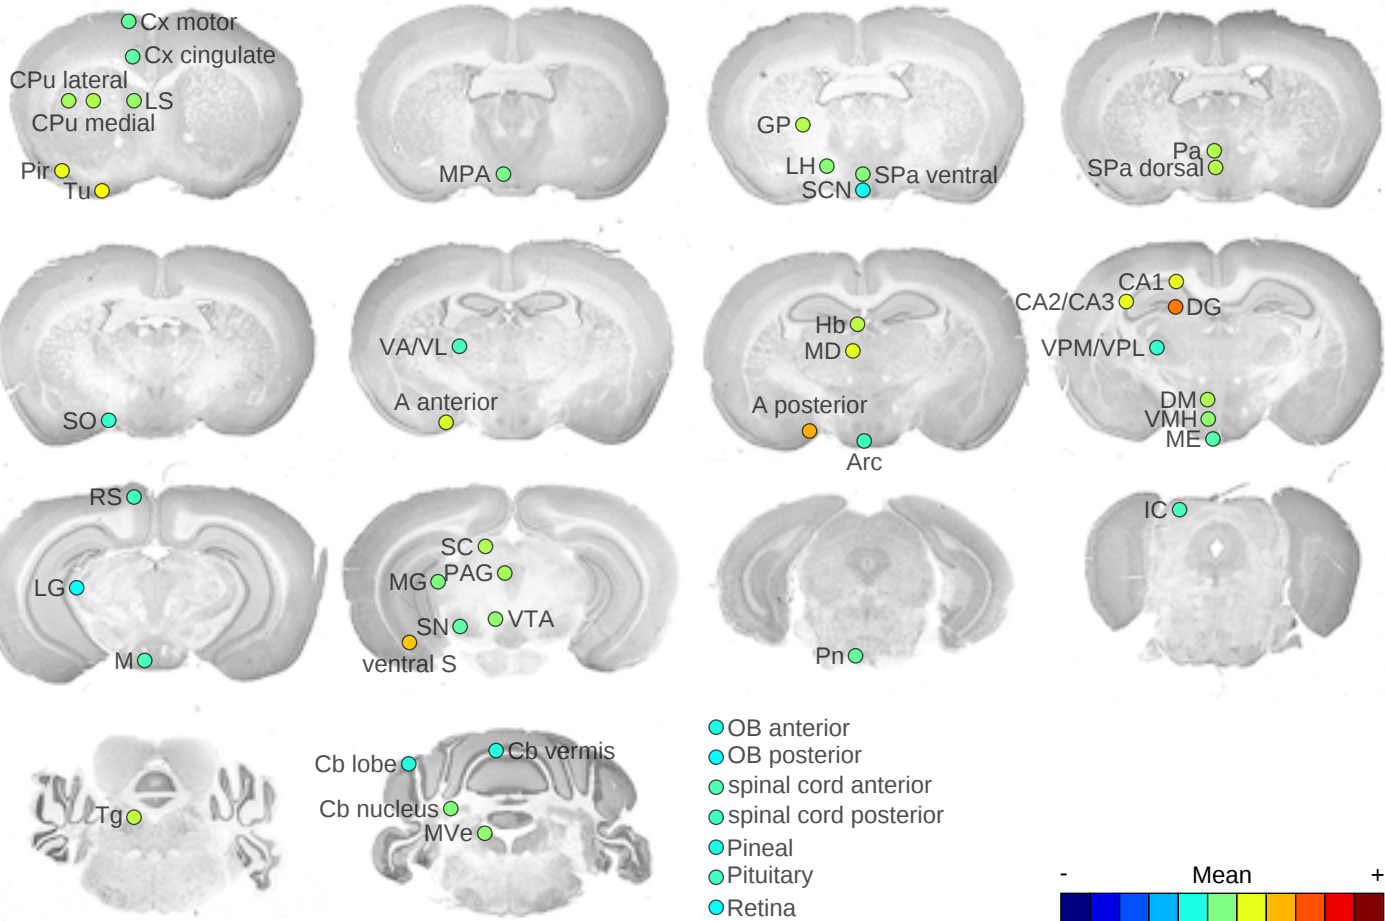 Cx motor
Cx cingulate
CPu lateral
LS
CPu medial
Pir
Tu
MPA
GP
LH
SPa ventral
SCN
Pa
SPa dorsal
SO
VA/VL
A anterior
Hb
MD
A posterior
Arc
CA1
CA2/CA3
DG
VPM/VPL
DM
VMH
ME
RS
LG
M
SC
PAG
MG
VTA
SN
ventral S
Pn
IC
Tg
Cb vermis
Cb lobe
Cb nucleus
MVe
OB anterior
OB posterior
spinal cord anterior
spinal cord posterior
Pineal
Pituitary
Retina
- Mean +